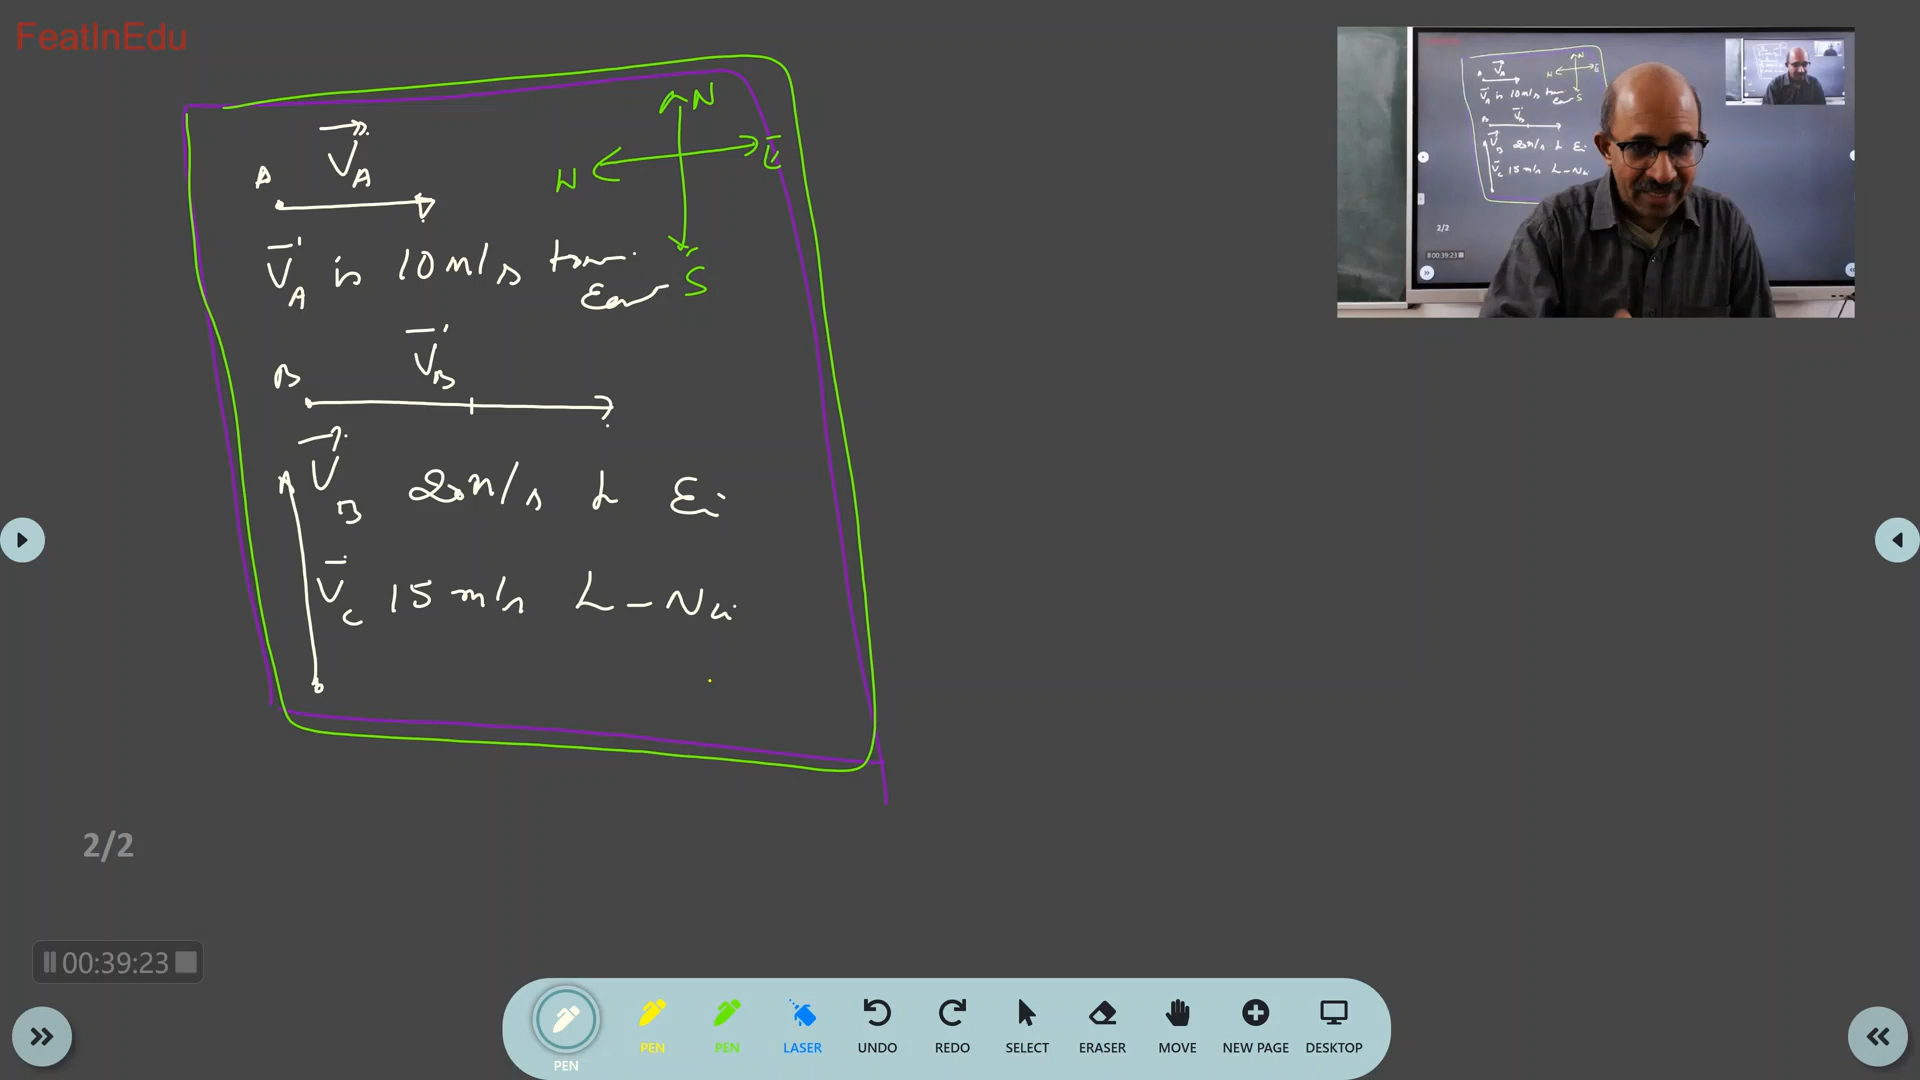 FeatInEdu
N
W E
S
V A
A
V A is 10 m/s
V B
B
V B 20 m/s
V C 15 m/s
2/2
00:39:23
PEN
PEN
PEN
LASER
UNDO
REDO
SELECT
ERASER
MOVE
NEW PAGE
DESKTOP